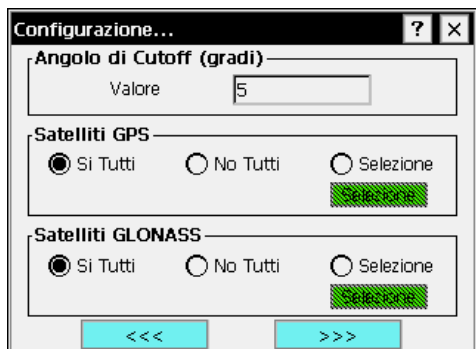 Configurazione... ? ×
Angolo di Cutoff (gradi)
Valore 5
Satelliti GPS
Si Tutti No Tutti Selezione
Selezione
Satelliti GLONASS
Si Tutti No Tutti Selezione
Selezione
<<< >>>